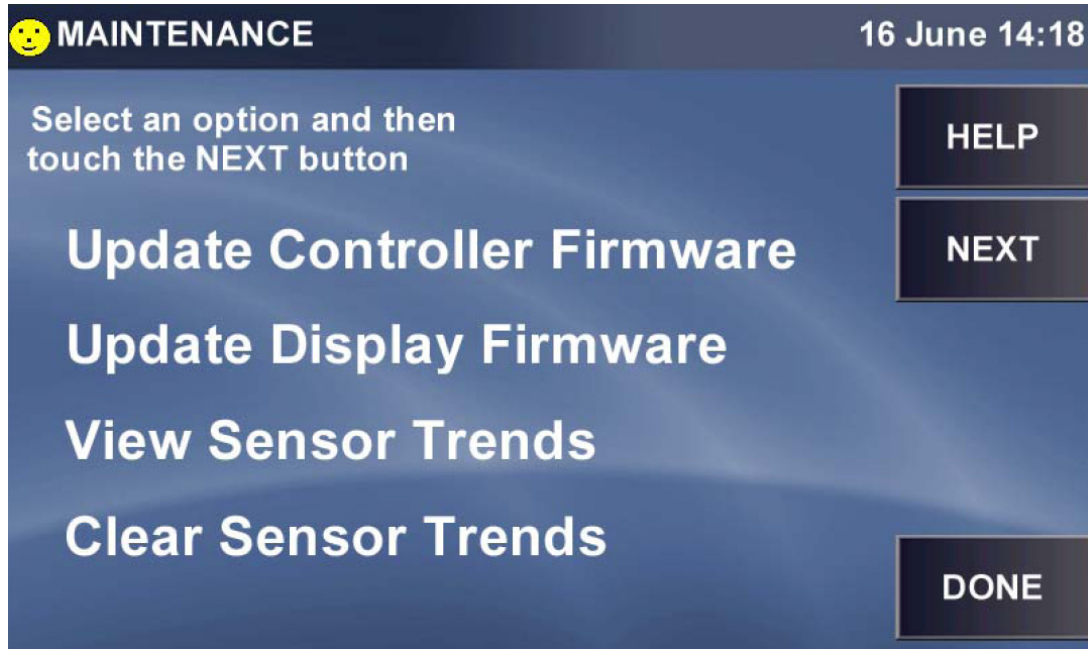 MAINTENANCE
16 June 14:18
Select an option and then
touch the NEXT button
HELP
NEXT
Update Controller Firmware
Update Display Firmware
View Sensor Trends
Clear Sensor Trends
DONE